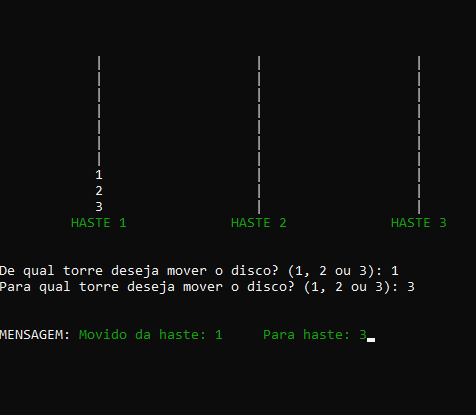 | | |
| | |
| | |
| | |
| | |
| | |
| | |
1 | |
2 | |
3 | |
HASTE 1 HASTE 2 HASTE 3
De qual torre deseja mover o disco? (1, 2 ou 3): 1
Para qual torre deseja mover o disco? (1, 2 ou 3): 3
MENSAGEM: Movido da haste: 1 Para haste: 3